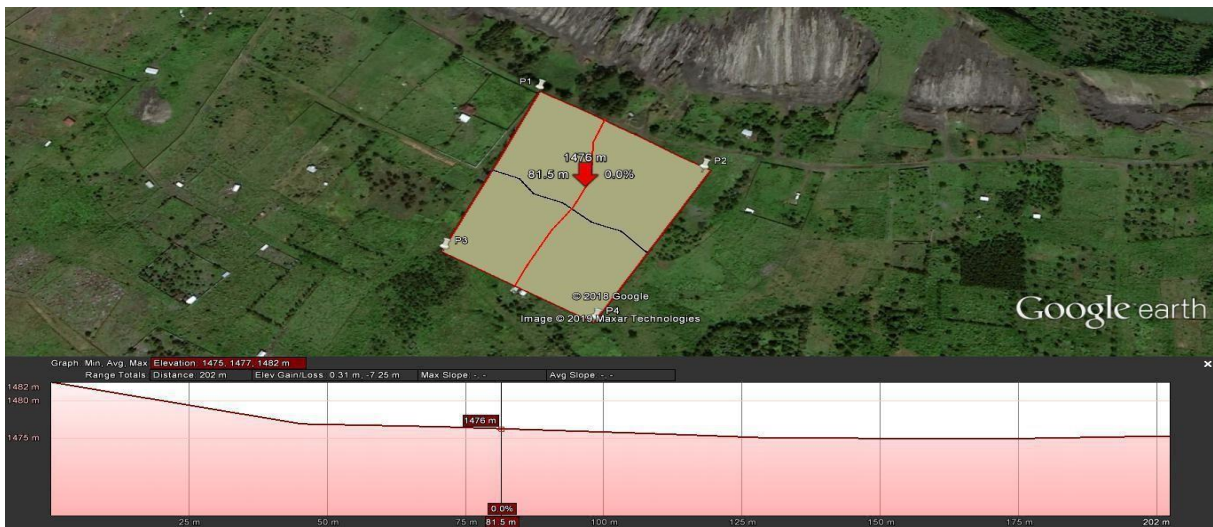 P1
1476 m
P2
81.5 m 0.0%
P3
© 2018 Google
P4
Image © 2019 Maxar Technologies
Google earth
Graph: Min, Avg, Max Elevation: 1475, 1477, 1482 m
Range Totals: Distance: 202 m Elev Gain/Loss: 0.31 m, -7.25 m Max Slope: -, - Avg Slope: -, -
1482 m
1480 m
1476 m
1475 m
0.0%
25 m 50 m 75 m 81.5 m 100 m 125 m 150 m 175 m 202 m